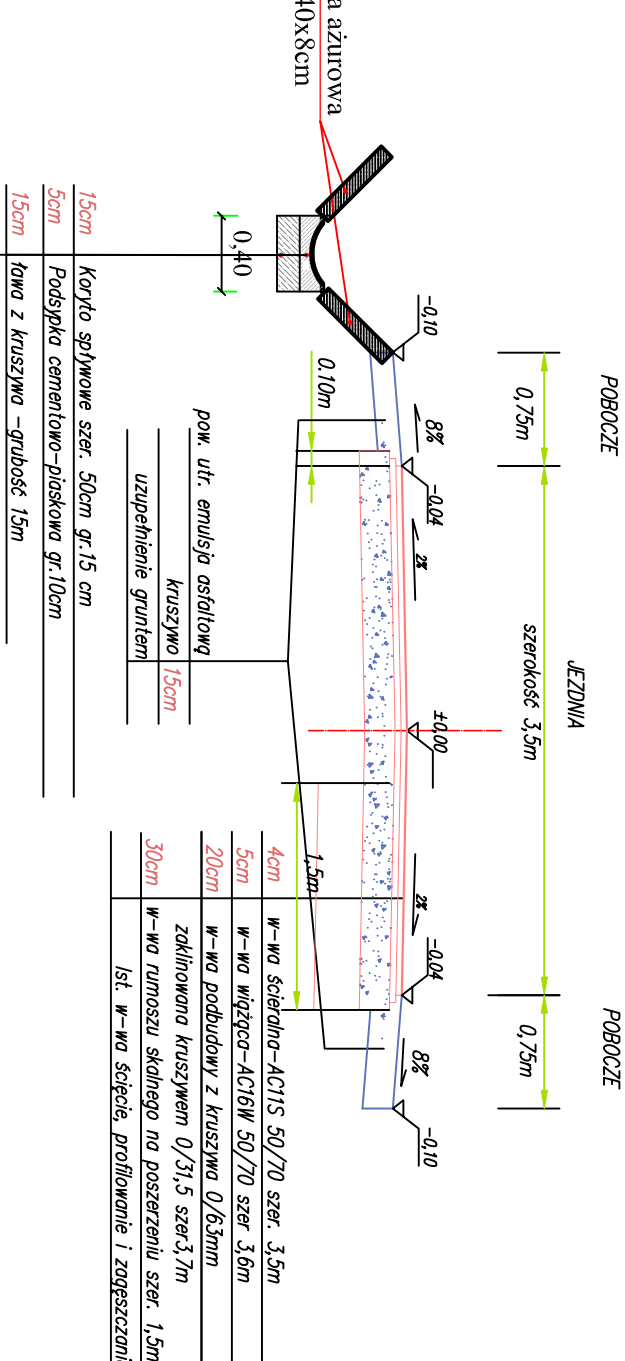 POBOCZE
JEZDNIA
POBOCZE
0,75m
szerokość 3,5m
0,75m
-0,10
8%
-0,04
2%
±0,00
2%
-0,04
8%
-0,10
a ażurowa
40x8cm
0,40
0.10m
1,5m
pow. utr. emulsja asfaltową
kruszywo 15cm
uzupełnienie gruntem
15cm Koryto spływowe szer. 50cm gr.15 cm
5cm Podsypka cementowo-piaskowa gr.10cm
15cm ława z kruszywa -grubość 15m
4cm w-wa ścieralna-AC11S 50/70 szer. 3,5m
5cm w-wa wiążąca-AC16W 50/70 szer 3,6m
20cm w-wa podbudowy z kruszywa 0/63mm
zaklinowana kruszywem 0/31,5 szer3,7m
30cm w-wa rumoszu skalnego na poszerzeniu szer. 1,5m
Ist. w-wa ścięcie, profilowanie i zagęszczani